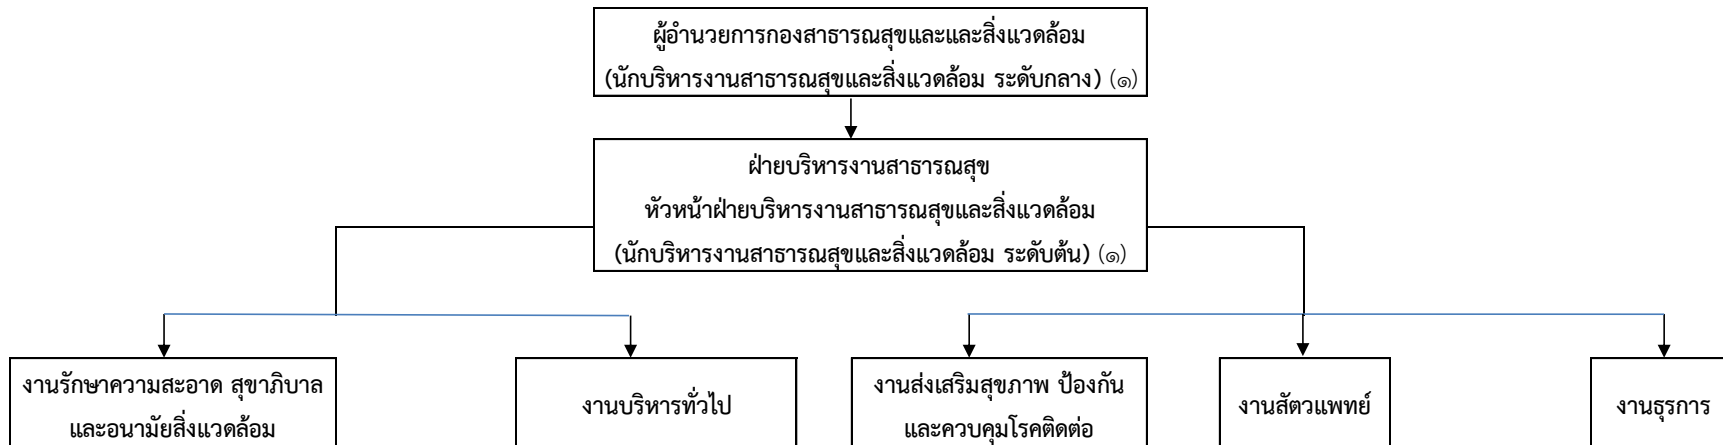 ผู้อำนวยการกองสาธารณสุขและและสิ่งแวดล้อม
(นักบริหารงานสาธารณสุขและสิ่งแวดล้อม ระดับกลาง) (๑)
ฝ่ายบริหารงานสาธารณสุข
หัวหน้าฝ่ายบริหารงานสาธารณสุขและสิ่งแวดล้อม
(นักบริหารงานสาธารณสุขและสิ่งแวดล้อม ระดับต้น) (๑)
งานรักษาความสะอาด สุขาภิบาล
และอนามัยสิ่งแวดล้อม
งานบริหารทั่วไป
งานส่งเสริมสุขภาพ ป้องกัน
และควบคุมโรคติดต่อ
งานสัตวแพทย์
งานธุรการ